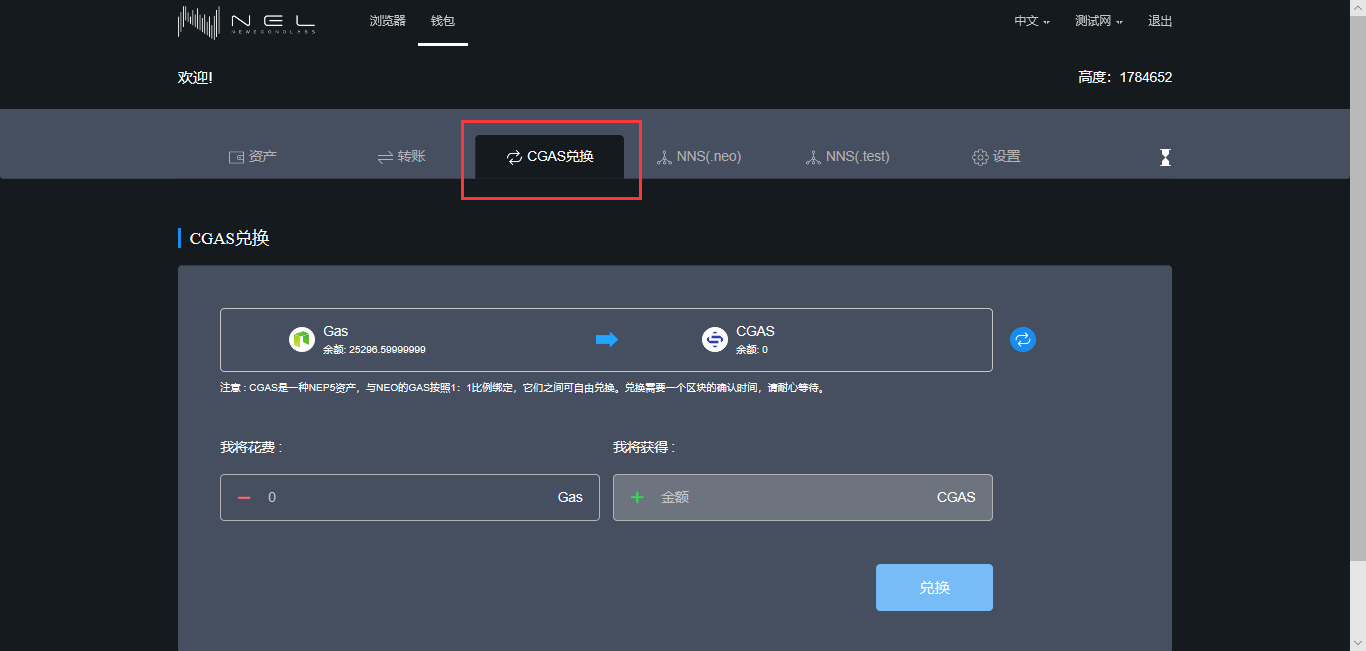 NEL
NEWECONOLABS
浏览器 钱包
中文 测试网 退出
欢迎!
高度：1784652
资产 转账 CGAS兑换 NNS(.neo) NNS(.test) 设置
CGAS兑换
Gas
余额: 25296.59999999
CGAS
余额: 0
注意 : CGAS是一种NEP5资产，与NEO的GAS按照1：1比例绑定，它们之间可自由兑换。兑换需要一个区块的确认时间，请耐心等待。
我将花费 :
我将获得 :
0 Gas
金额 CGAS
兑换